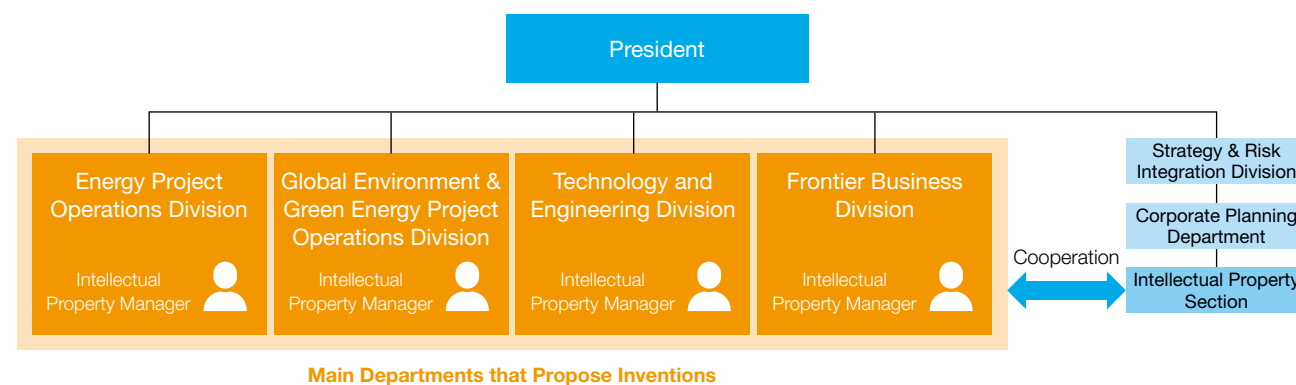 President
Energy Project
Operations Division
Intellectual
Property Manager
Global Environment &
Green Energy Project
Operations Division
Intellectual
Property Manager
Technology and
Engineering Division
Intellectual
Property Manager
Frontier Business
Division
Intellectual
Property Manager
Cooperation
Strategy & Risk
Integration Division
Corporate Planning
Department
Intellectual Property
Section
Main Departments that Propose Inventions